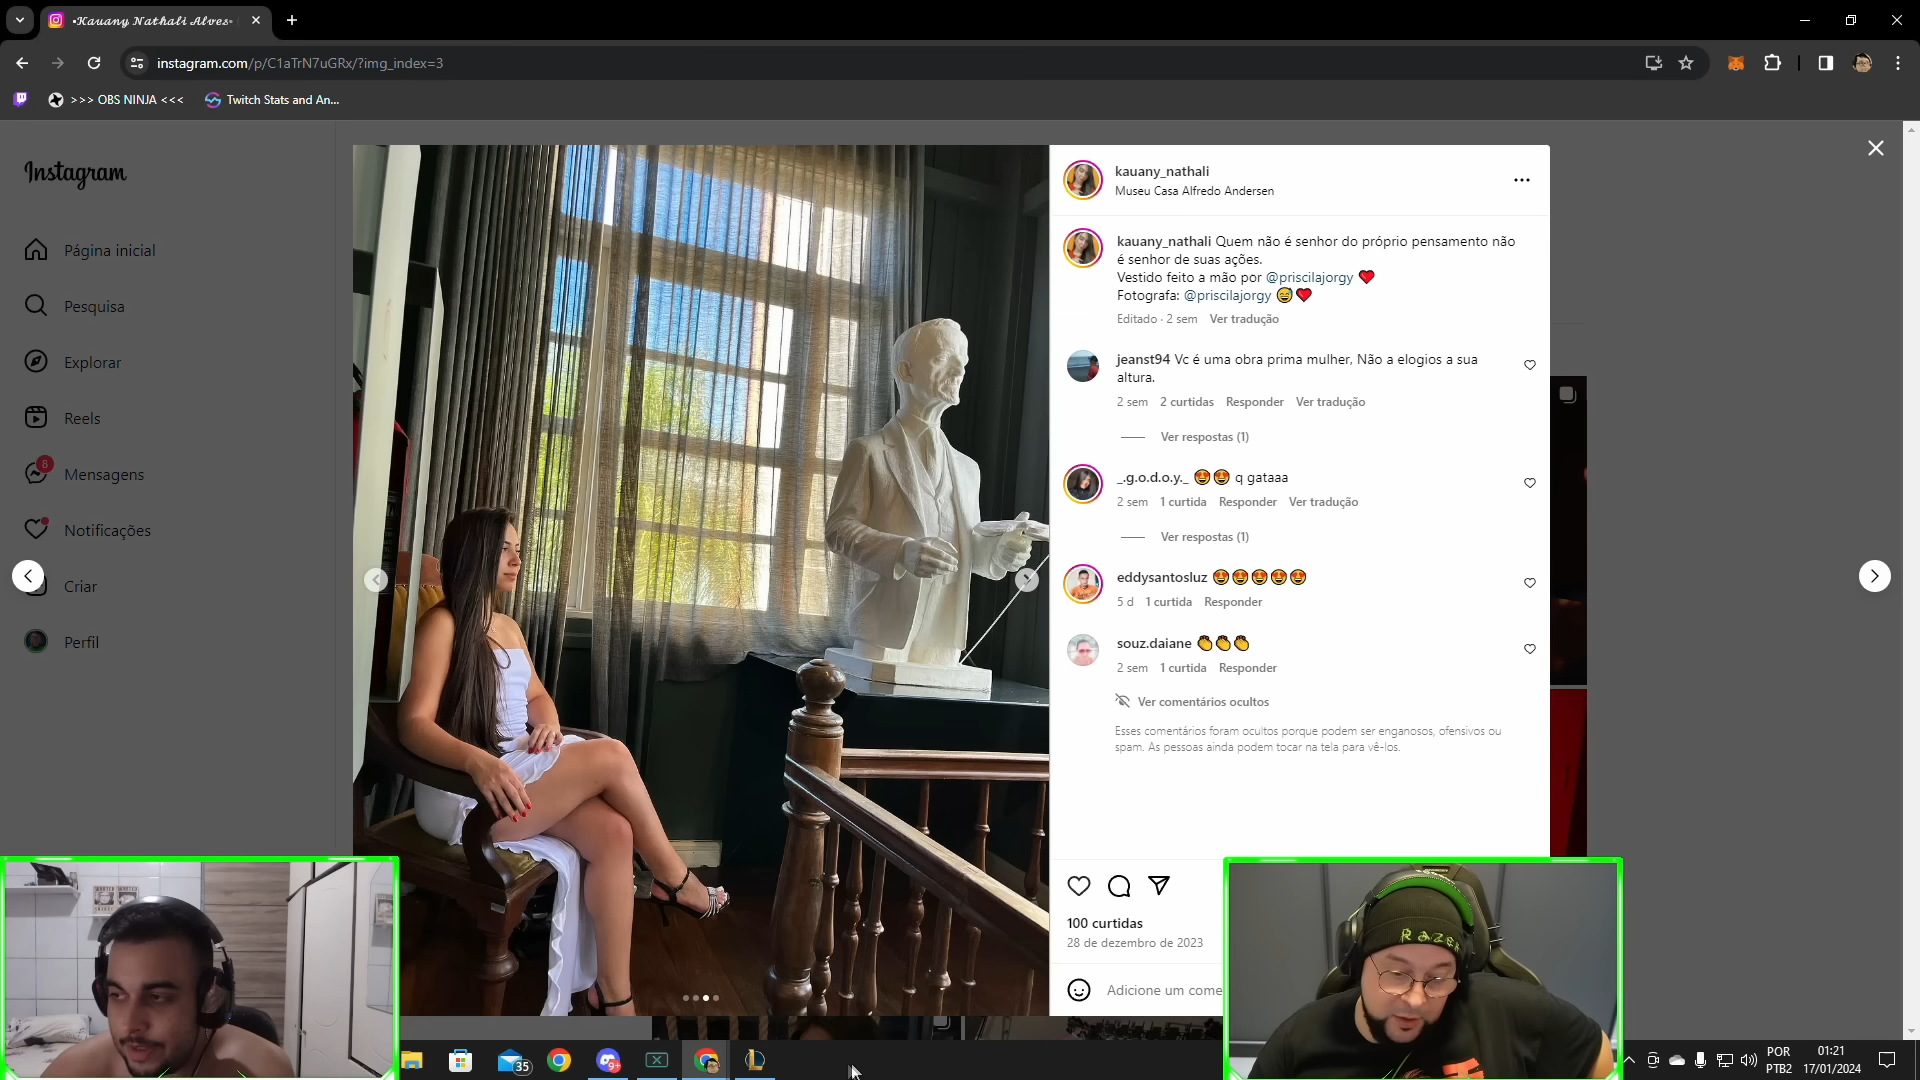 •𝓚𝓪𝓾𝓪𝓷𝔂 𝓝𝓪𝓽𝓱𝓪𝓵𝓲 𝓐𝓵𝓿𝓮𝓼•
instagram.com/p/C1aTrN7uGRx/?img_index=3
>>> OBS NINJA <<<
Twitch Stats and An...
Instagram
Página inicial
Pesquisa
Explorar
Reels
8
Mensagens
Notificações
Criar
Perfil
kauany_nathali
Museu Casa Alfredo Andersen
kauany_nathali Quem não é senhor do próprio pensamento não
é senhor de suas ações.
Vestido feito a mão por @priscilajorgy ❤️
Fotografa: @priscilajorgy 😅❤️
Editado · 2 sem Ver tradução
jeanst94 Vc é uma obra prima mulher, Não a elogios a sua
altura.
2 sem 2 curtidas Responder Ver tradução
Ver respostas (1)
_.g.o.d.o.y._ 😍😍 q gataaa
2 sem 1 curtida Responder Ver tradução
Ver respostas (1)
eddysantosluz 😍😍😍😍😍
5 d 1 curtida Responder
souz.daiane 👏👏👏
2 sem 1 curtida Responder
Ver comentários ocultos
Esses comentários foram ocultos porque podem ser enganosos, ofensivos ou
spam. As pessoas ainda podem tocar na tela para vê-los.
100 curtidas
28 de dezembro de 2023
Adicione um come
RAZER
35
9+
POR
PTB2
01:21
17/01/2024